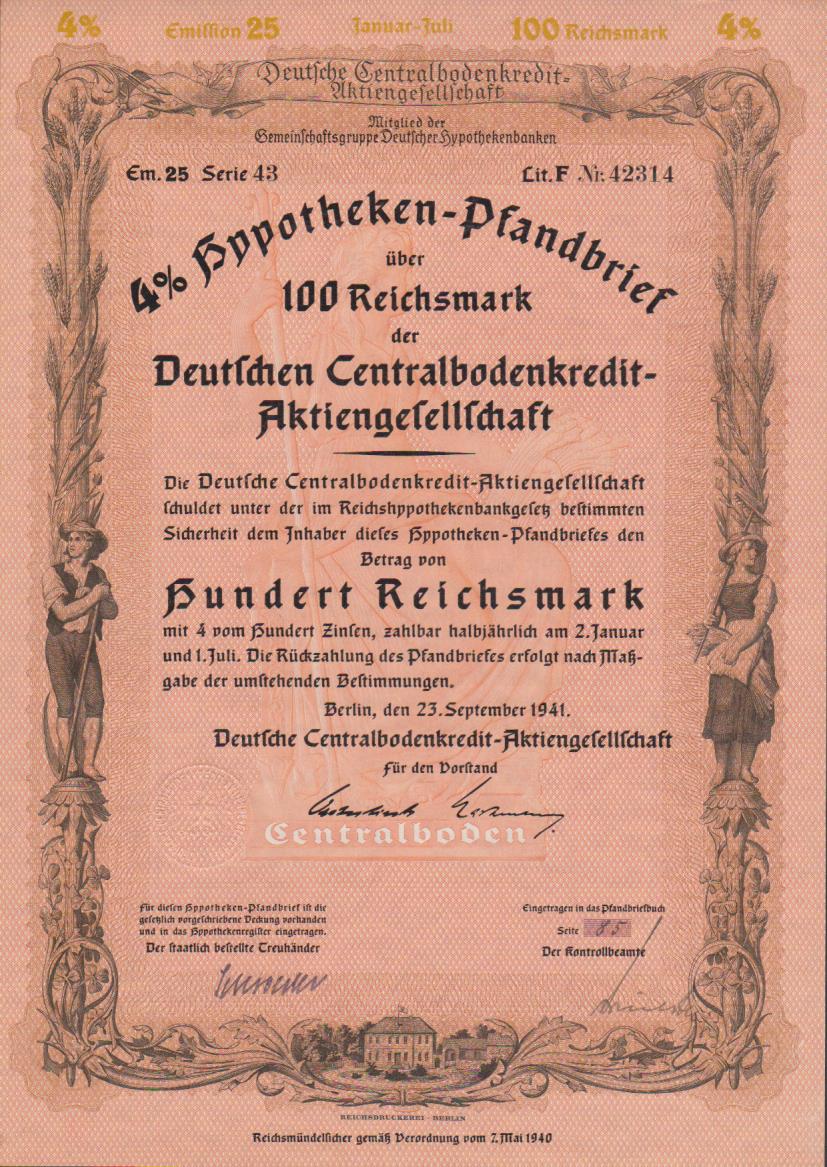 4% Emiſſion 25 Januar-Juli 100 Reichsmark 4%
Deutſche Centralbodenkredit-
Aktiengeſellſchaft
Mitglied der
Gemeinſchaftsgruppe Deutſcher Hypothekenbanken
Em. 25 Serie 43 Lit. F Nr. 42314
4% Hypotheken-Pfandbrief
über
100 Reichsmark
der
Deutſchen Centralbodenkredit-
Aktiengeſellſchaft
Die Deutſche Centralbodenkredit-Aktiengeſellſchaft
ſchuldet unter der im Reichshypothekenbankgeſetz beſtimmten
Sicherheit dem Inhaber dieſes Hypotheken-Pfandbriefes den
Betrag von
Hundert Reichsmark
mit 4 vom Hundert Zinſen, zahlbar halbjährlich am 2. Januar
und 1. Juli. Die Rückzahlung des Pfandbriefes erfolgt nach Maß-
gabe der umſtehenden Beſtimmungen.
Berlin, den 23. September 1941.
Deutſche Centralbodenkredit-Aktiengeſellſchaft
Für den Vorſtand
Centralboden
Für dieſen Hypotheken-Pfandbrief iſt die
geſetzlich vorgeſchriebene Deckung vorhanden
und in das Hypothekenregiſter eingetragen.
Der ſtaatlich beſtellte Treuhänder
Eingetragen in das Pfandbriefbuch
Seite 85
Der Kontrollbeamte
REICHSDRUCKEREI · BERLIN
Reichsmündelſicher gemäß Verordnung vom 7. Mai 1940